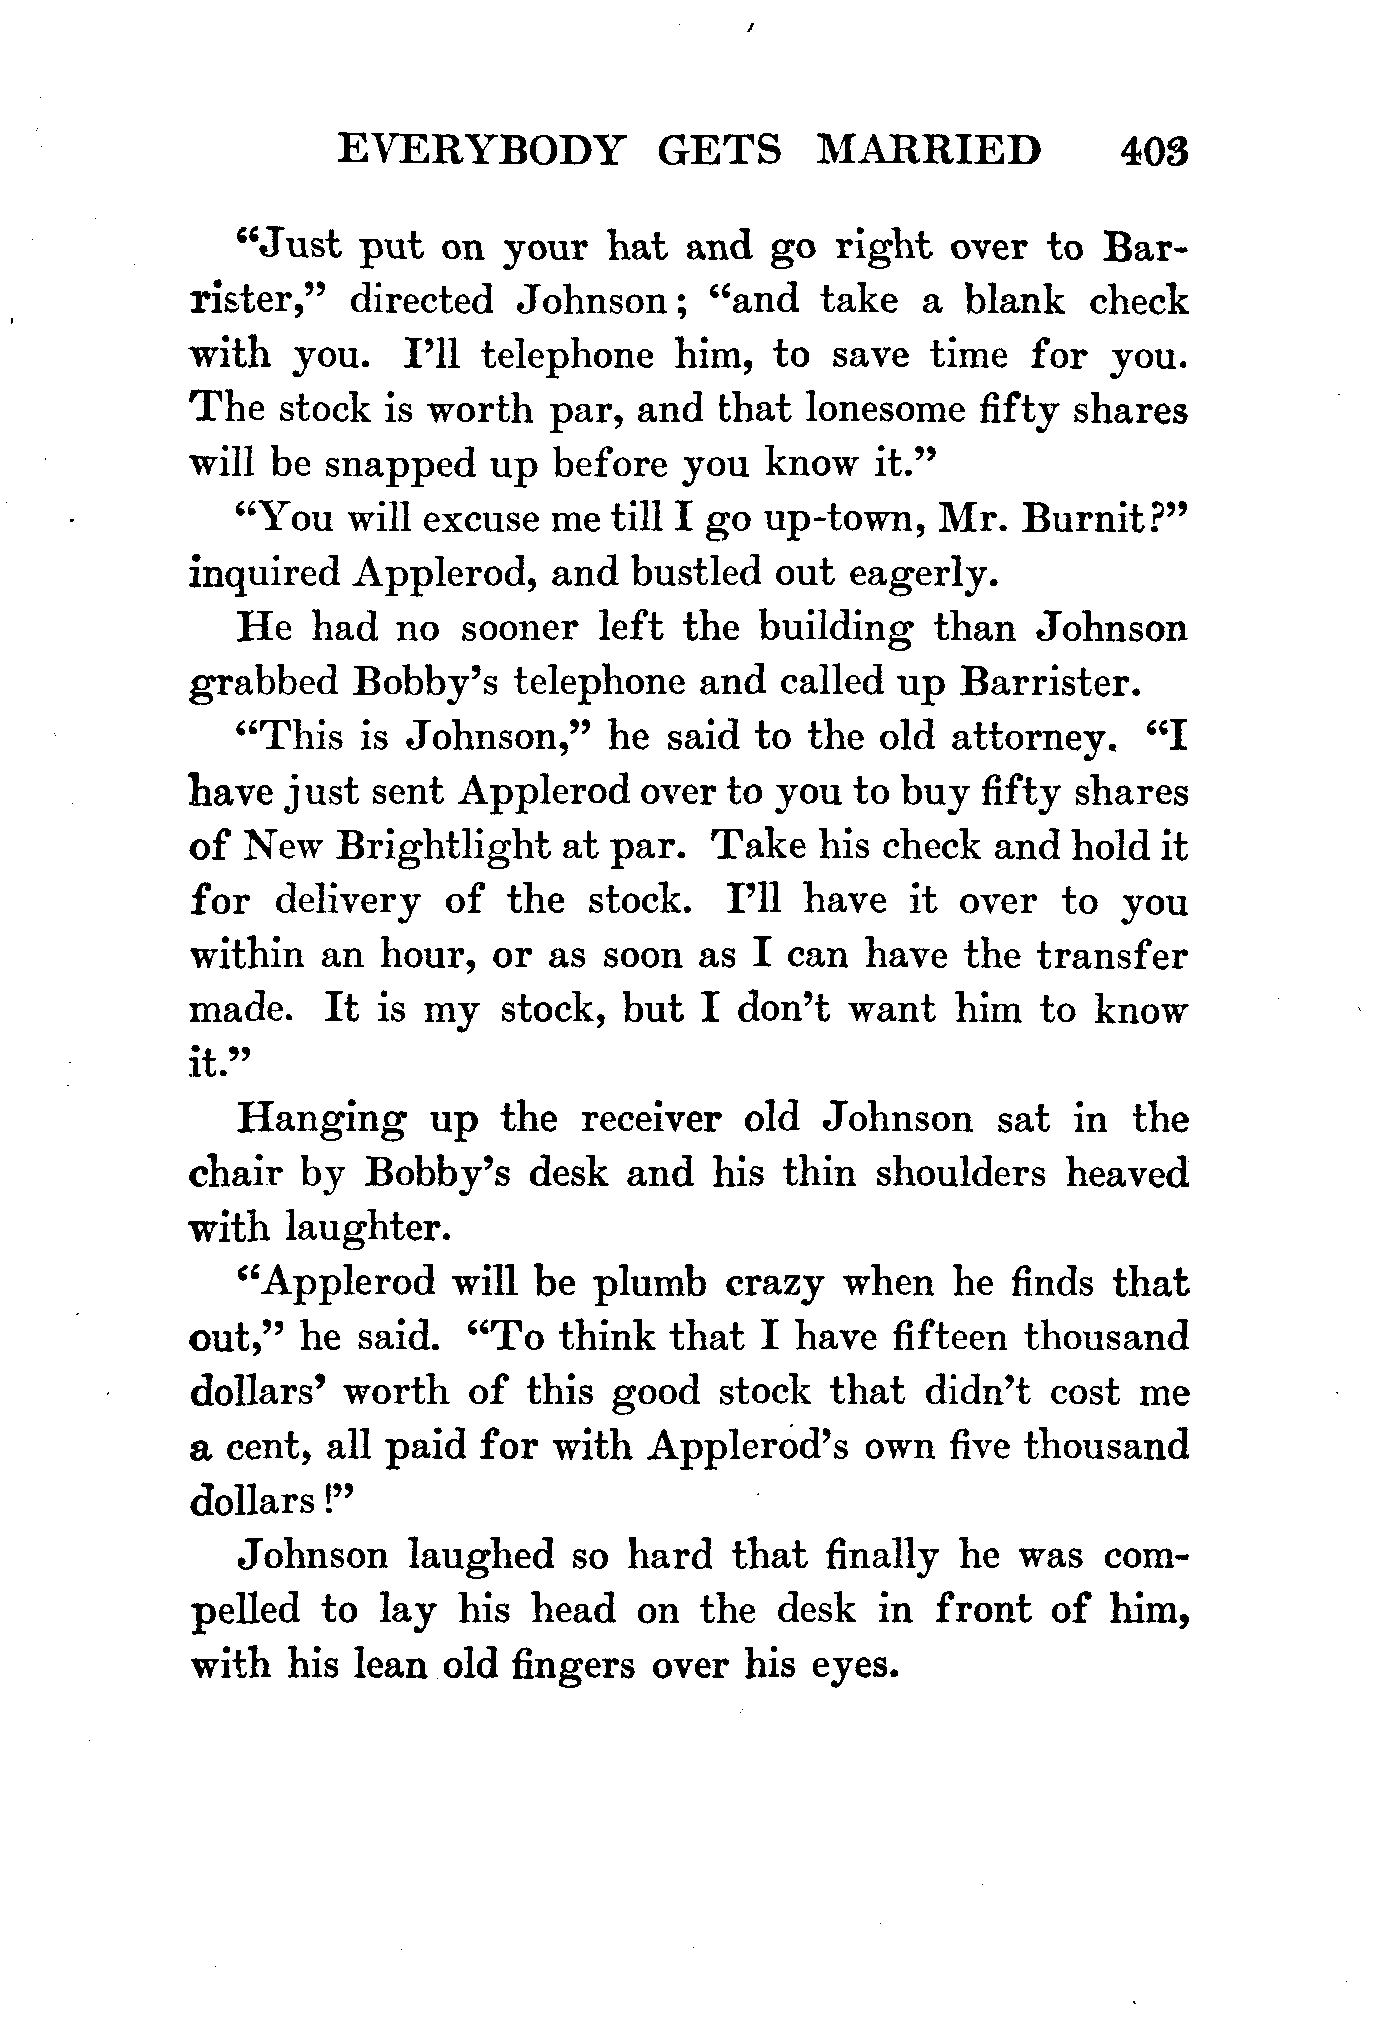 EVERYBODY GETS MARRIED 403
“Just put on your hat and go right over to Bar-
rister,” directed Johnson; “and take a blank check
with you. I’ll telephone him, to save time for you.
The stock is worth par, and that lonesome fifty shares
will be snapped up before you know it.”
“You will excuse me till I go up-town, Mr. Burnit?”
inquired Applerod, and bustled out eagerly.
He had no sooner left the building than Johnson
grabbed Bobby’s telephone and called up Barrister.
“This is Johnson,” he said to the old attorney. “I
have just sent Applerod over to you to buy fifty shares
of New Brightlight at par. Take his check and hold it
for delivery of the stock. I’ll have it over to you
within an hour, or as soon as I can have the transfer
made. It is my stock, but I don’t want him to know
it.”
Hanging up the receiver old Johnson sat in the
chair by Bobby’s desk and his thin shoulders heaved
with laughter.
“Applerod will be plumb crazy when he finds that
out,” he said. “To think that I have fifteen thousand
dollars’ worth of this good stock that didn’t cost me
a cent, all paid for with Applerod’s own five thousand
dollars!”
Johnson laughed so hard that finally he was com-
pelled to lay his head on the desk in front of him,
with his lean old fingers over his eyes.